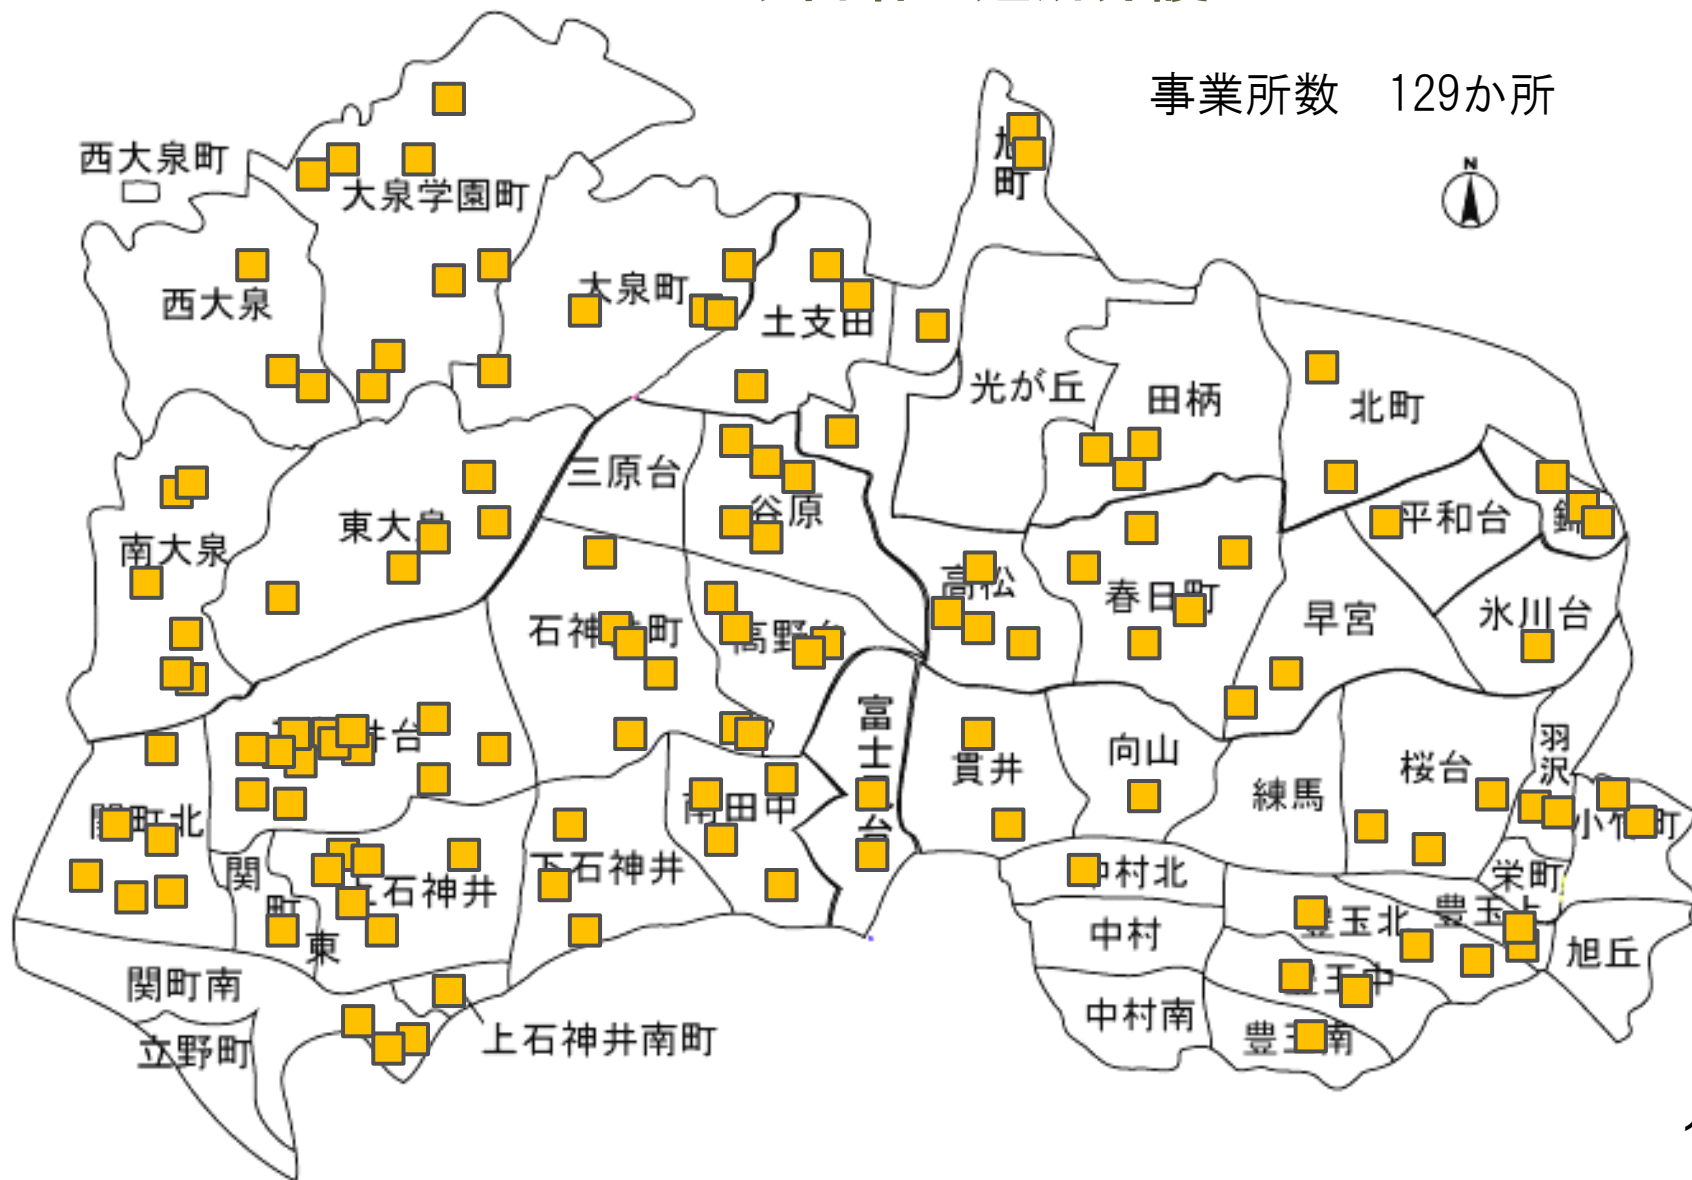 事業所数　129か所
N
西大泉町
大泉学園町
旭町
西大泉
大泉町
土支田
光が丘
田柄
北町
三原台
谷原
平和台
錦
南大泉
東大泉
高松
春日町
早宮
氷川台
石神井町
高野台
富士見台
貫井
向山
練馬
桜台
羽沢
小竹町
関町北
南田中
栄町
関町東
上石神井
下石神井
中村北
中村
豊玉北
豊玉上
旭丘
豊玉中
関町南
中村南
豊玉南
立野町
上石神井南町